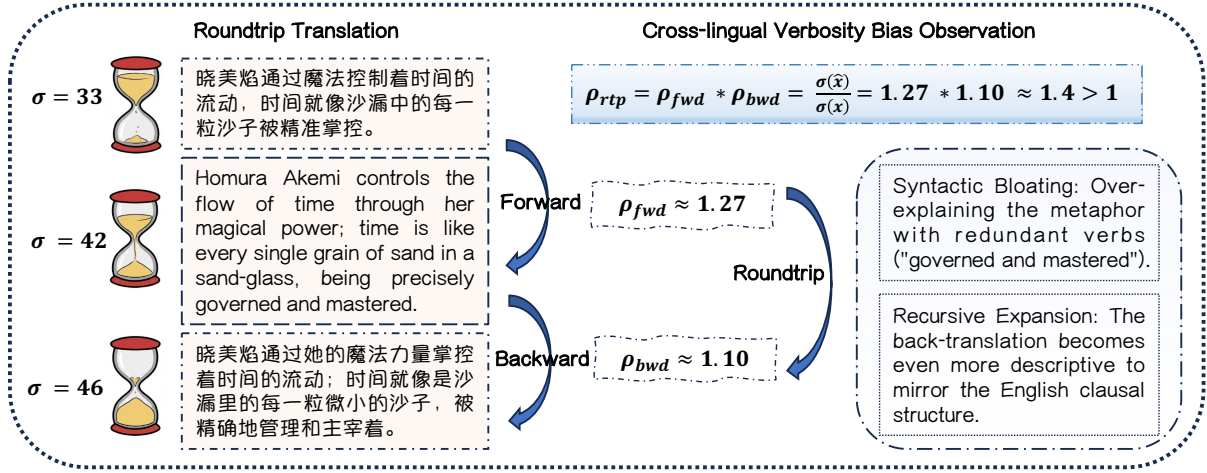 Roundtrip Translation
Cross-lingual Verbosity Bias Observation
σ = 33
晓美焰通过魔法控制着时间的
流动，时间就像沙漏中的每一
粒沙子被精准掌控。
σ = 42
Homura Akemi controls the
flow of time through her
magical power; time is like
every single grain of sand in a
sand-glass, being precisely
governed and mastered.
σ = 46
晓美焰通过她的魔法力量掌控
着时间的流动；时间就像是沙
漏里的每一粒微小的沙子，被
精确地管理和主宰着。
Forward
Backward
ρ_fwd ≈ 1.27
ρ_bwd ≈ 1.10
Roundtrip
ρ_rtp = ρ_fwd * ρ_bwd = σ(x̂)/σ(x) = 1.27 * 1.10 ≈ 1.4 > 1
Syntactic Bloating: Over-
explaining the metaphor
with redundant verbs
("governed and mastered").
Recursive Expansion: The
back-translation becomes
even more descriptive to
mirror the English clausal
structure.